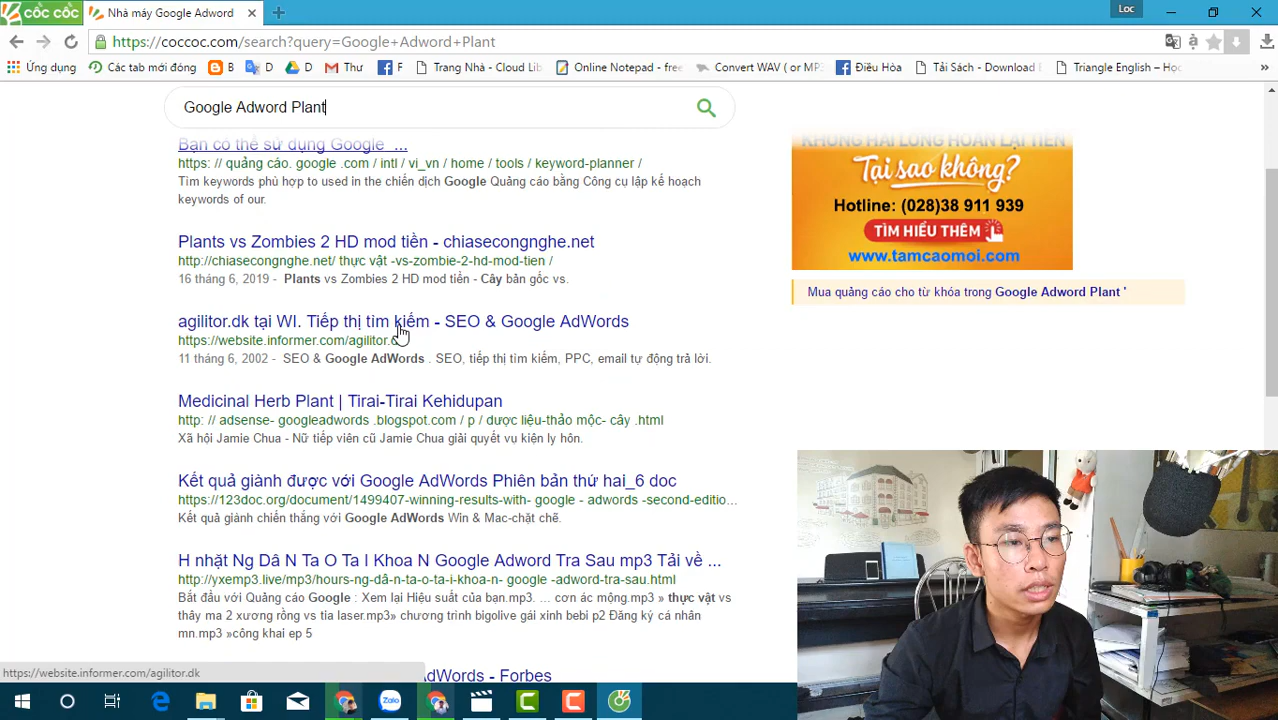 CỐC CỐC
Nhà máy Google Adword
Loc
https://coccoc.com/search?query=Google+Adword+Plant
Ứng dụng
Các tab mới đóng
B
D
D
Thư
F
Trang Nhà - Cloud Lib
Online Notepad - free
Convert WAV ( or MP3
Điều Hòa
Tải Sách - Download E
Triangle English – Học
Google Adword Plant
Bạn có thể sử dụng Google ...
https: // quảng cáo. google .com / intl / vi_vn / home / tools / keyword-planner /
Tìm keywords phù hợp to used in the chiến dịch Google Quảng cáo bằng Công cụ lập kế hoạch
keywords of our.
Plants vs Zombies 2 HD mod tiền - chiasecongnghe.net
http://chiasecongnghe.net/ thực vật -vs-zombie-2-hd-mod-tien /
16 tháng 6, 2019 - Plants vs Zombies 2 HD mod tiền - Cây bản gốc vs.
agilitor.dk tại WI. Tiếp thị tìm kiếm - SEO & Google AdWords
https://website.informer.com/agilitor.
11 tháng 6, 2002 - SEO & Google AdWords . SEO, tiếp thị tìm kiếm, PPC, email tự động trả lời.
Medicinal Herb Plant | Tirai-Tirai Kehidupan
http: // adsense- googleadwords .blogspot.com / p / dược liệu-thảo mộc- cây .html
Xã hội Jamie Chua - Nữ tiếp viên cũ Jamie Chua giải quyết vụ kiện ly hôn.
Kết quả giành được với Google AdWords Phiên bản thứ hai_6 doc
https://123doc.org/document/1499407-winning-results-with- google - adwords -second-editio...
Kết quả giành chiến thắng với Google AdWords Win & Mac-chặt chẽ.
H nhặt Ng Dâ N Ta O Ta I Khoa N Google Adword Tra Sau mp3 Tải về ...
http://yxemp3.live/mp3/hours-ng-dâ-n-ta-o-ta-i-khoa-n- google -adword-tra-sau.html
Bắt đầu với Quảng cáo Google : Xem lại Hiệu suất của bạn.mp3. ... cơn ác mộng.mp3 » thực vật vs
thây ma 2 xương rồng vs tia laser.mp3» chương trình bigolive gái xinh bebi p2 Đăng ký cá nhân
mn.mp3 »công khai ep 5
AdWords - Forbes
https://website.informer.com/agilitor.dk
KHÔNG HÀI LÒNG HOÀN LẠI TIỀN
Tại sao không?
Hotline: (028)38 911 939
TÌM HIỂU THÊM
www.tamcaomoi.com
Mua quảng cáo cho từ khóa trong Google Adword Plant '
Zalo